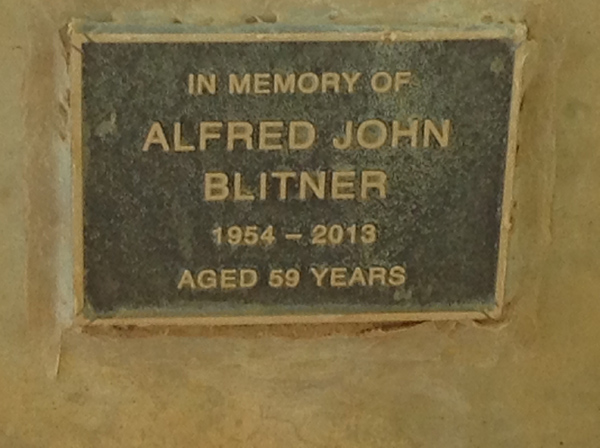 IN MEMORY OF
ALFRED JOHN
BLITNER
1954 – 2013
AGED 59 YEARS